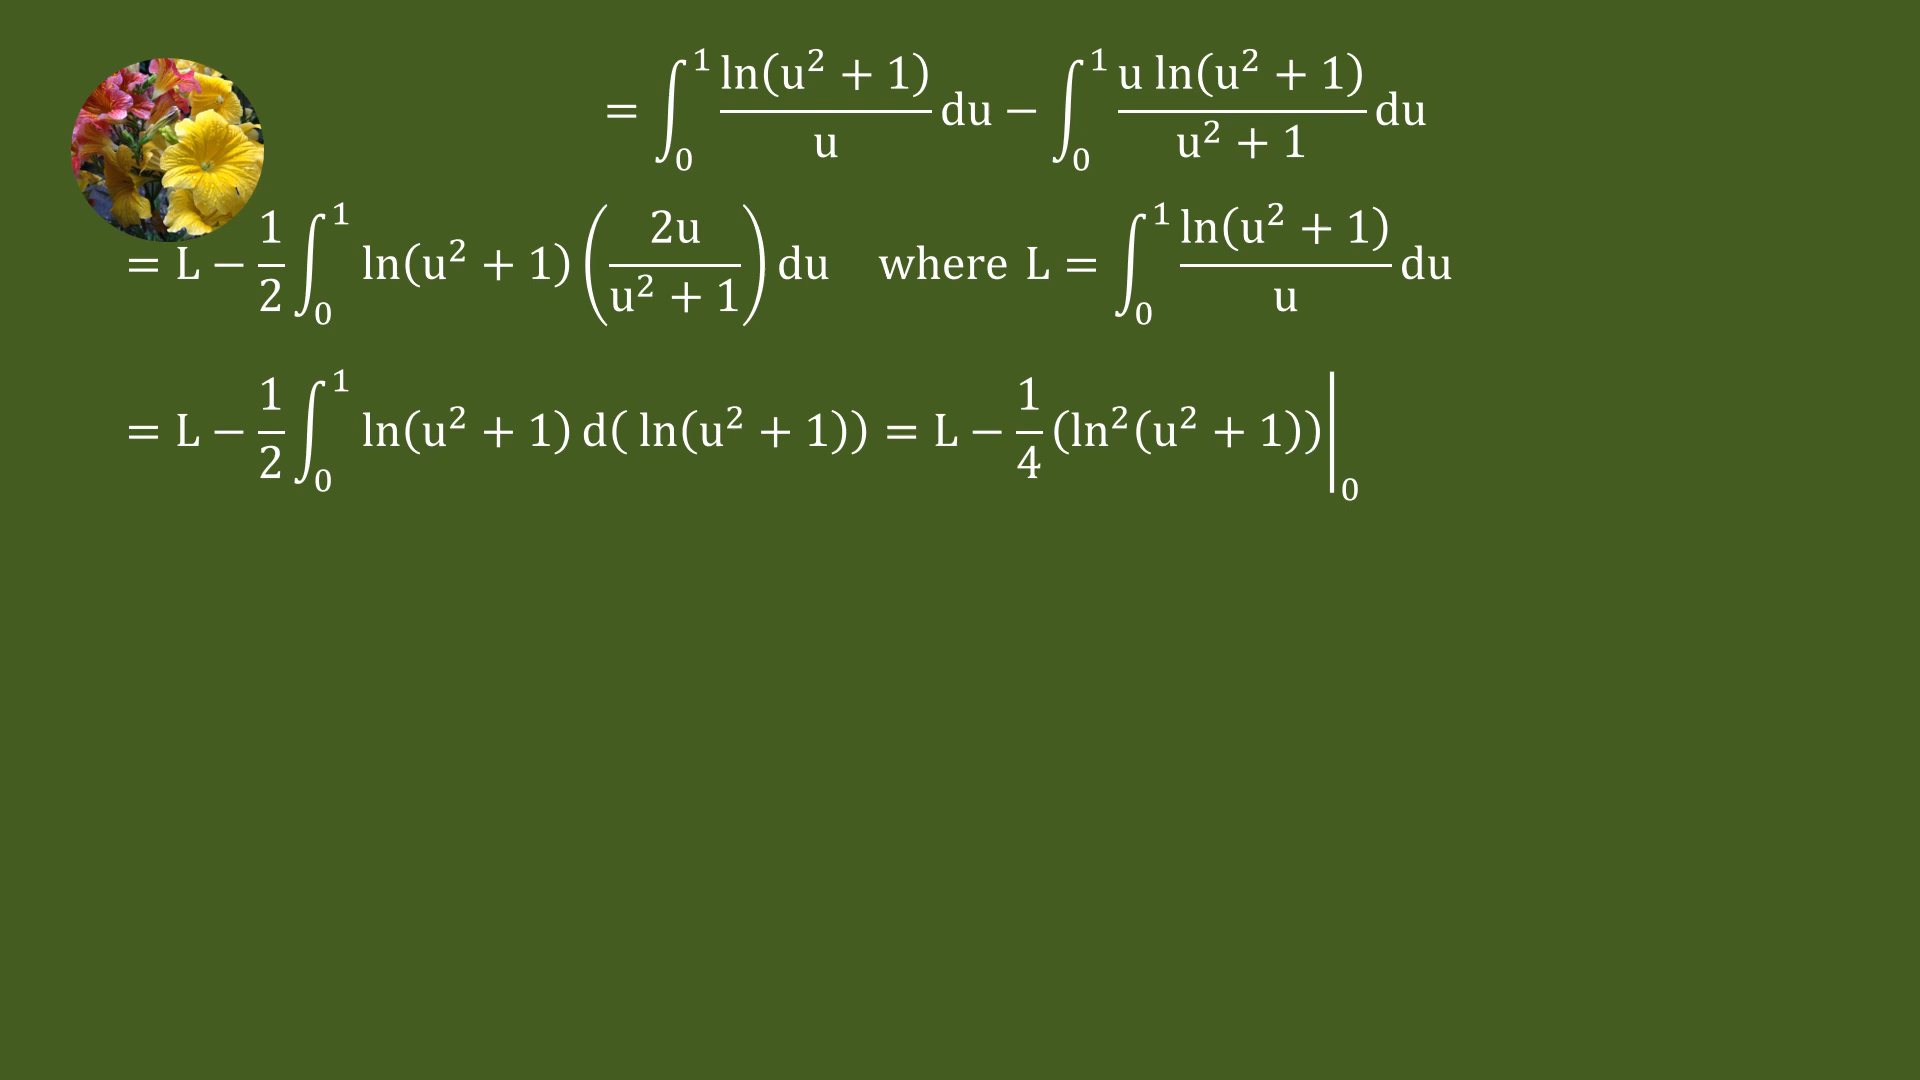 = ∫₀¹ ln(u² + 1)/u du − ∫₀¹ u ln(u² + 1)/(u² + 1) du
= L − 1/2 ∫₀¹ ln(u² + 1) (2u/(u² + 1)) du where L = ∫₀¹ ln(u² + 1)/u du
= L − 1/2 ∫₀¹ ln(u² + 1) d( ln(u² + 1)) = L − 1/4 (ln²(u² + 1))|₀